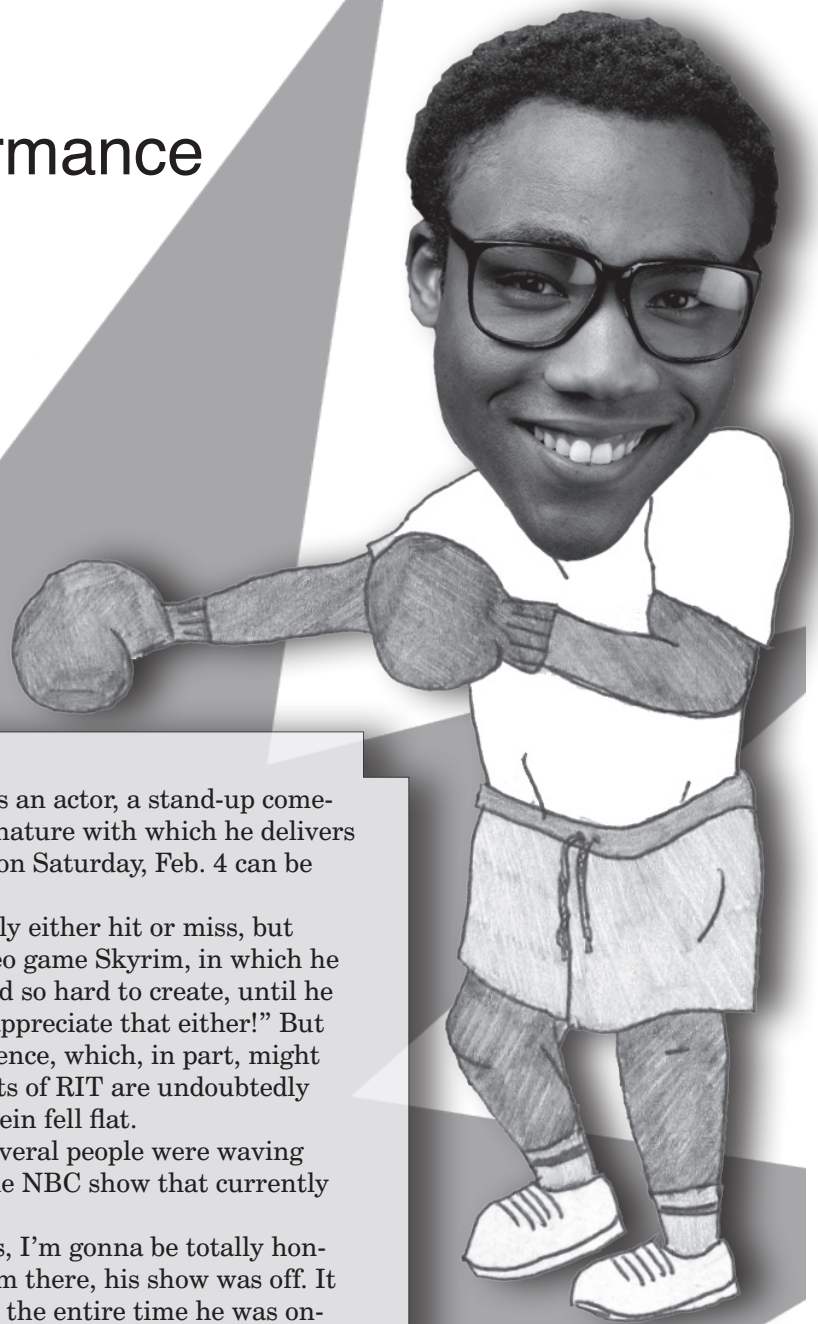 rmance
s an actor, a stand-up come-
nature with which he delivers
on Saturday, Feb. 4 can be
ly either hit or miss, but
eo game Skyrim, in which he
d so hard to create, until he
appreciate that either!” But
ence, which, in part, might
ts of RIT are undoubtedly
ein fell flat.
veral people were waving
e NBC show that currently
s, I’m gonna be totally hon-
m there, his show was off. It
the entire time he was on-